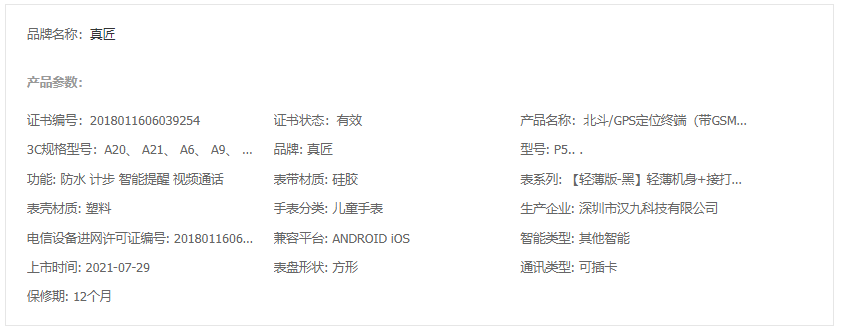 品牌名称：真匠
产品参数：
证书编号：2018011606039254 证书状态：有效 产品名称：北斗/GPS定位终端（带GSM...
3C规格型号：A20、 A21、 A6、 A9、 ... 品牌: 真匠 型号: P5.. .
功能: 防水 计步 智能提醒 视频通话 表带材质: 硅胶 表系列: 【轻薄版-黑】轻薄机身+接打...
表壳材质: 塑料 手表分类: 儿童手表 生产企业: 深圳市汉九科技有限公司
电信设备进网许可证编号: 2018011606... 兼容平台: ANDROID iOS 智能类型: 其他智能
上市时间: 2021-07-29 表盘形状: 方形 通讯类型: 可插卡
保修期: 12个月